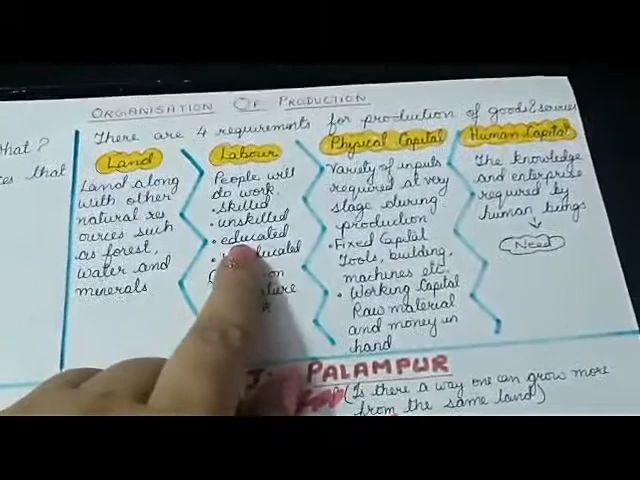 ORGANISATION OF PRODUCTION
There are 4 requirements for production of goods & services
hat?
es that
Land
Land along
with other
natural res
ources such
as forest,
water and
minerals
Labour
People will
do work.
• skilled
• unskilled
• educated
Physical Capital
Variety of inputs
required at very
stage during
production
• Fixed Capital
Tools, building,
machines etc.
• Working Capital
Raw material
and money in
hand
Human Capital
The knowledge
and enterprise
required by
human beings
Need
PALAMPUR
(Is there a way one can grow more
from the same land)